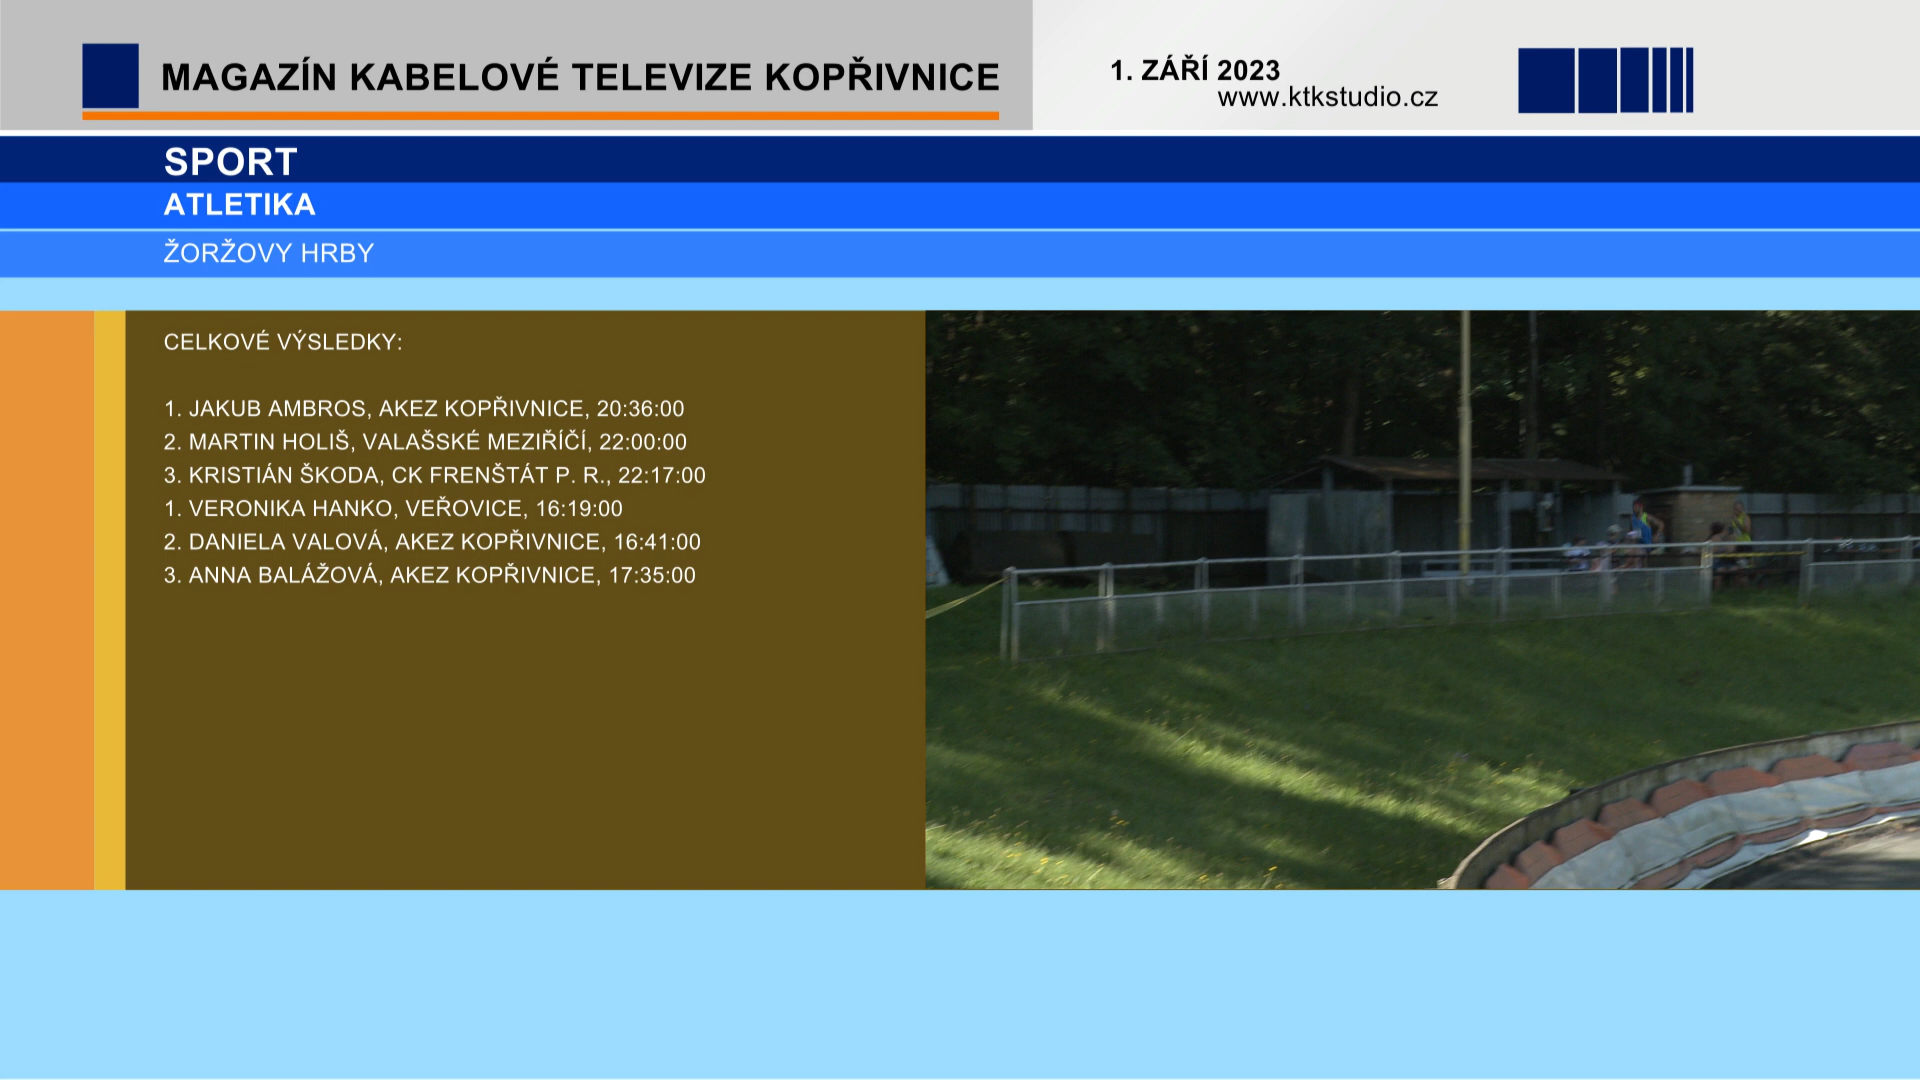 MAGAZÍN KABELOVÉ TELEVIZE KOPŘIVNICE
1. ZÁŘÍ 2023
www.ktkstudio.cz
SPORT
ATLETIKA
ŽORŽOVY HRBY
CELKOVÉ VÝSLEDKY:
1. JAKUB AMBROS, AKEZ KOPŘIVNICE, 20:36:00
2. MARTIN HOLIŠ, VALAŠSKÉ MEZIŘÍČÍ, 22:00:00
3. KRISTIÁN ŠKODA, CK FRENŠTÁT P. R., 22:17:00
1. VERONIKA HANKO, VEŘOVICE, 16:19:00
2. DANIELA VALOVÁ, AKEZ KOPŘIVNICE, 16:41:00
3. ANNA BALÁŽOVÁ, AKEZ KOPŘIVNICE, 17:35:00